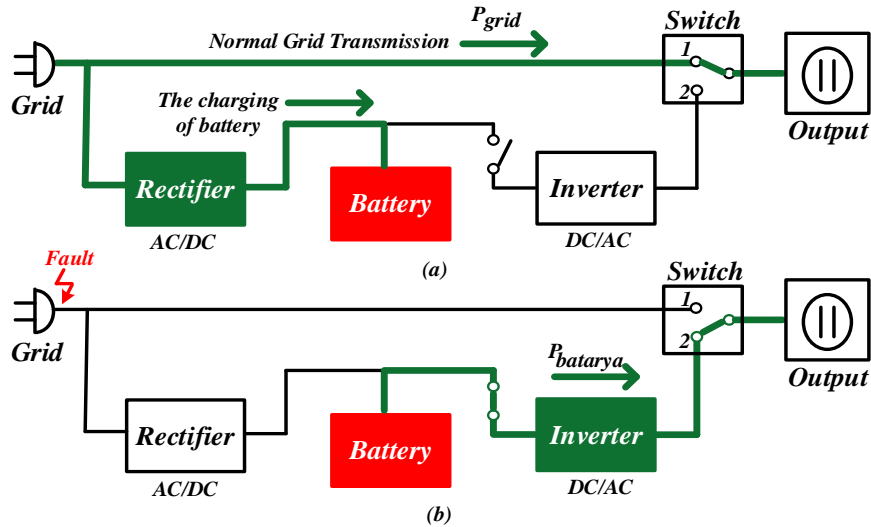 Normal Grid Transmission
P_grid
Switch
1
2
Grid
The charging
of battery
Output
Rectifier
Battery
Inverter
AC/DC
DC/AC
(a)
Fault
Switch
1
2
Grid
P_batarya
Output
Rectifier
Battery
Inverter
AC/DC
DC/AC
(b)